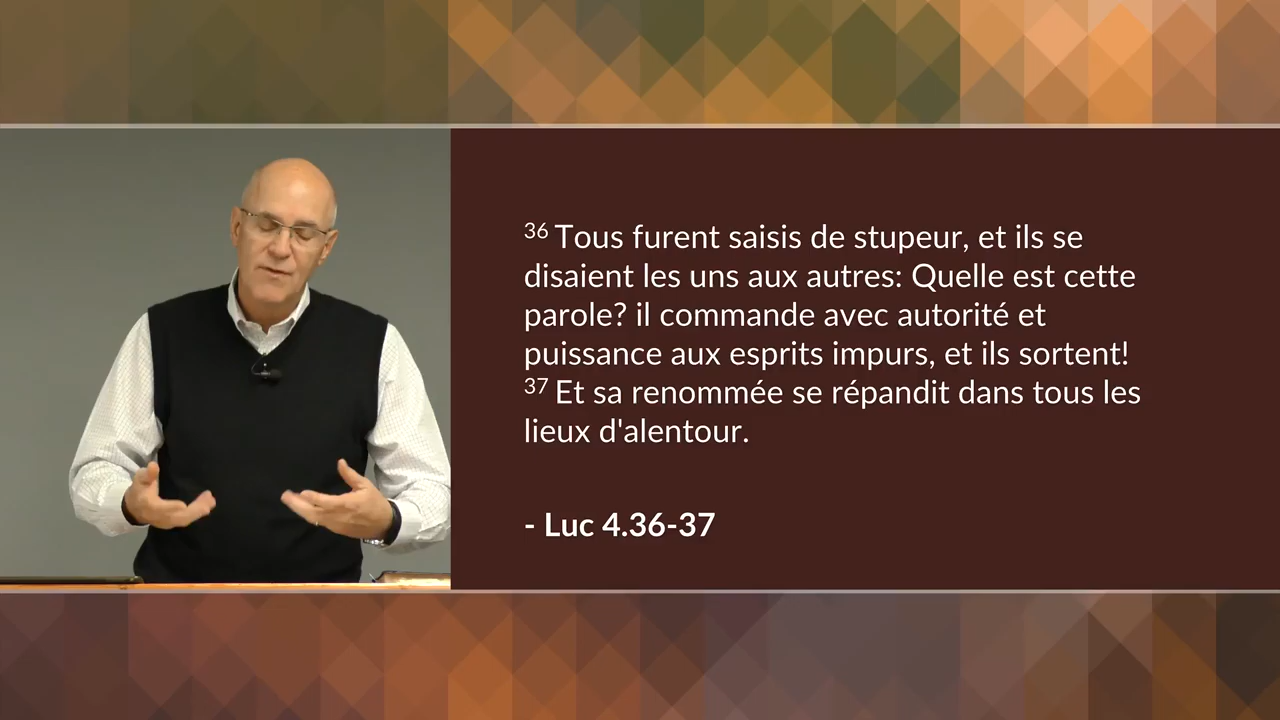 36 Tous furent saisis de stupeur, et ils se
disaient les uns aux autres: Quelle est cette
parole? il commande avec autorité et
puissance aux esprits impurs, et ils sortent!
37 Et sa renommée se répandit dans tous les
lieux d'alentour.
- Luc 4.36-37